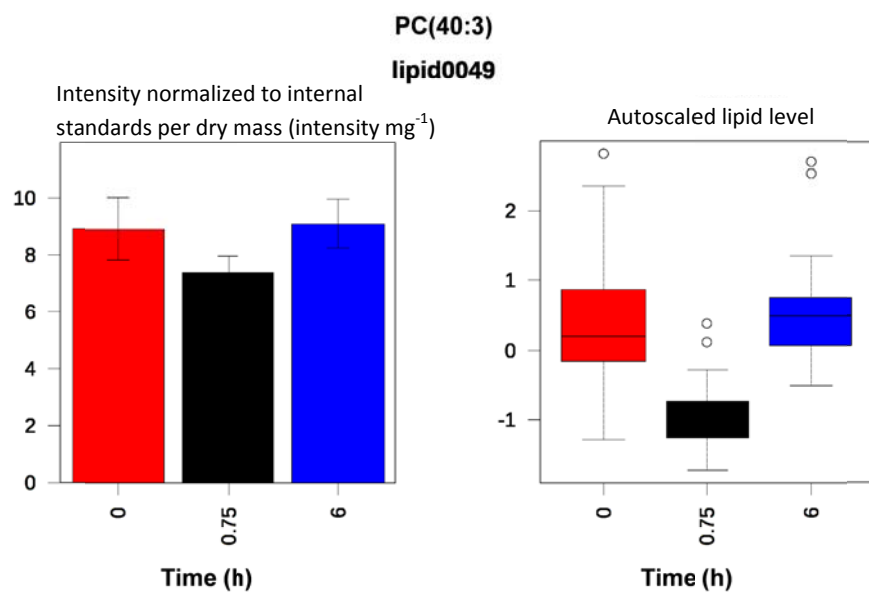 PC(40:3)
lipid0049
Intensity normalized to internal
standards per dry mass (intensity mg⁻¹)
10
8
6
4
2
0
0
0.75
6
Time (h)
Autoscaled lipid level
2
1
0
-1
0
0.75
6
Time (h)